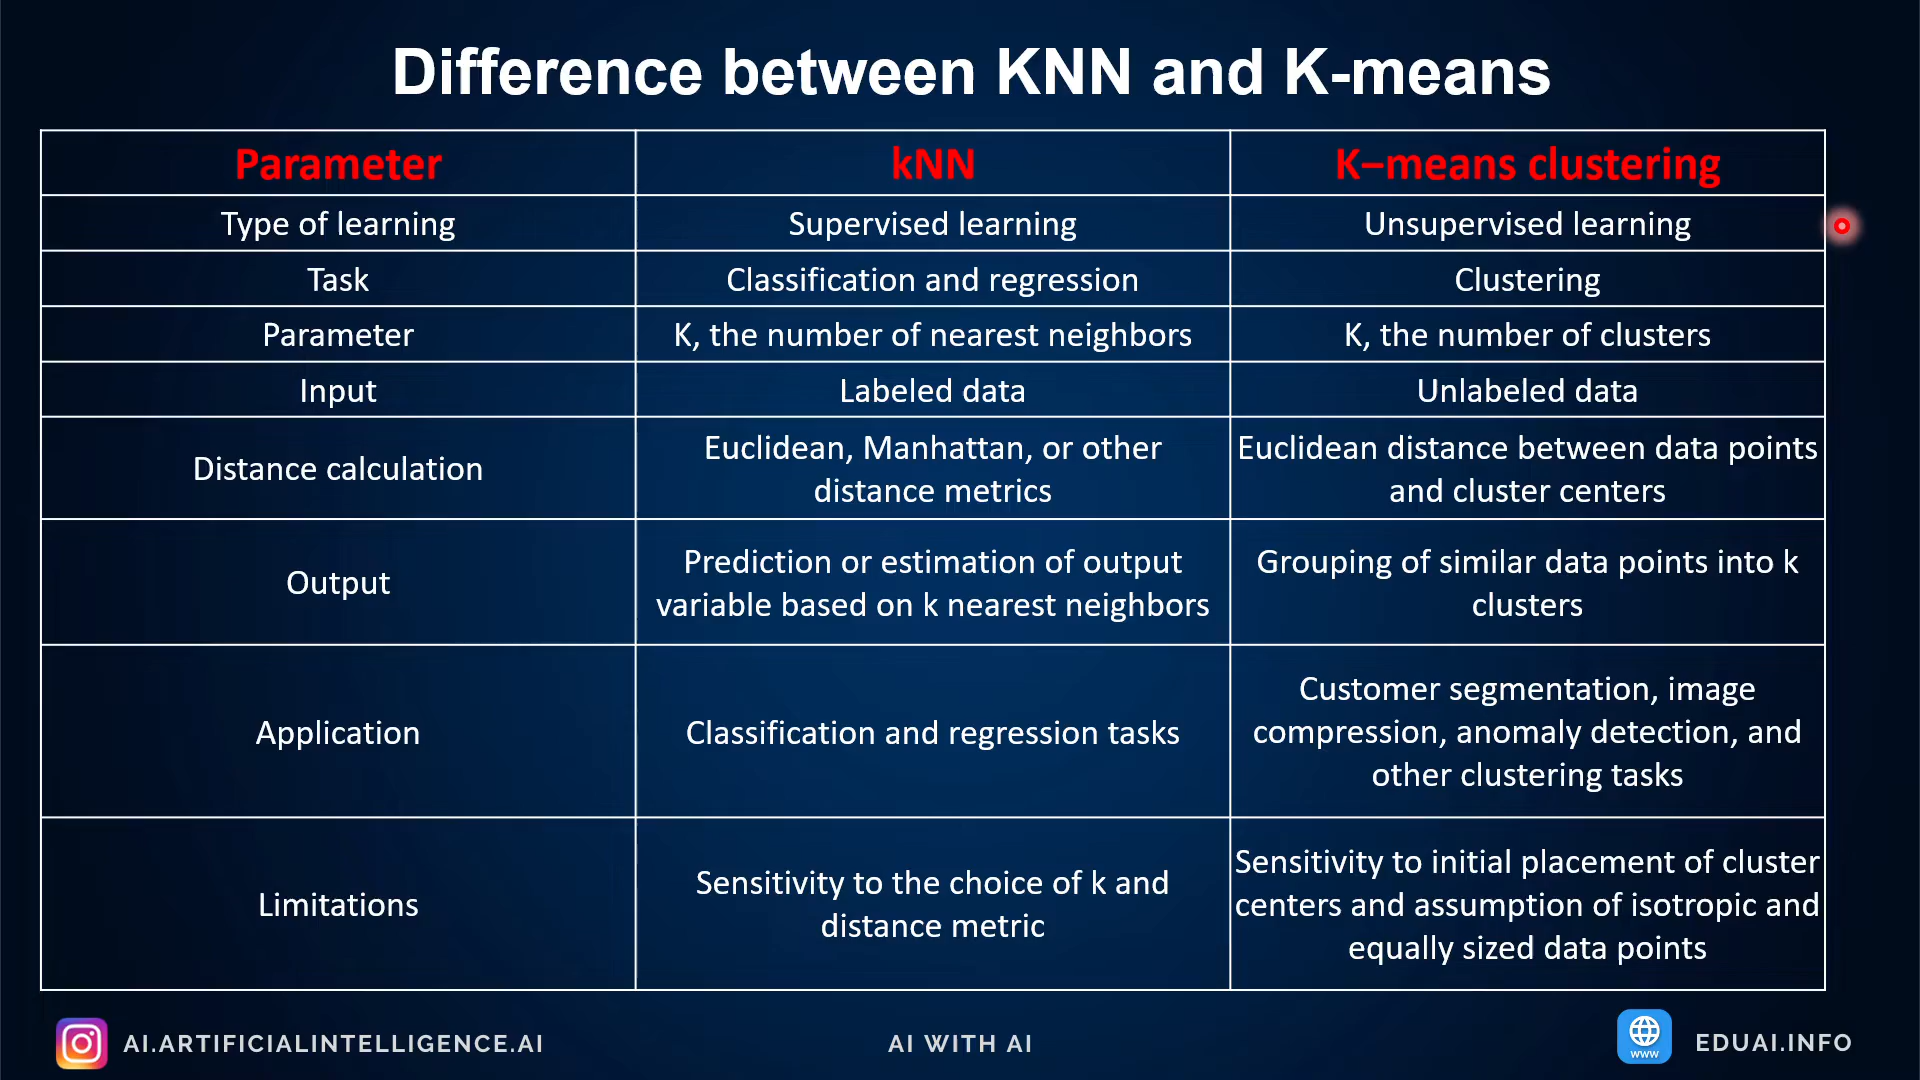 Difference between KNN and K-means
Parameter
kNN
K–means clustering
Type of learning
Supervised learning
Unsupervised learning
Task
Classification and regression
Clustering
Parameter
K, the number of nearest neighbors
K, the number of clusters
Input
Labeled data
Unlabeled data
Distance calculation
Euclidean, Manhattan, or other
distance metrics
Euclidean distance between data points
and cluster centers
Output
Prediction or estimation of output
variable based on k nearest neighbors
Grouping of similar data points into k
clusters
Application
Classification and regression tasks
Customer segmentation, image
compression, anomaly detection, and
other clustering tasks
Limitations
Sensitivity to the choice of k and
distance metric
Sensitivity to initial placement of cluster
centers and assumption of isotropic and
equally sized data points
AI.ARTIFICIALINTELLIGENCE.AI
AI WITH AI
www
EDUAI.INFO